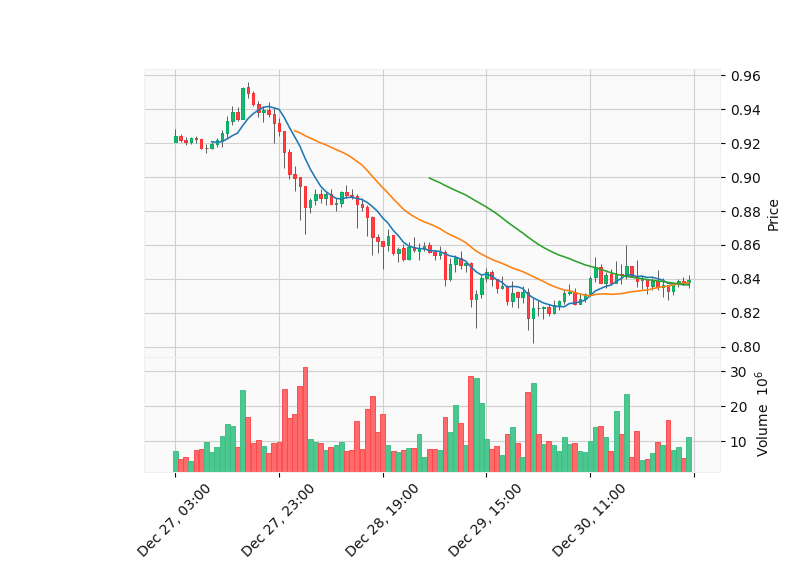 0.96
0.94
0.92
0.90
0.88
0.86
0.84
0.82
0.80
Price
30
20
10
Volume 10^6
Dec 27, 03:00
Dec 27, 23:00
Dec 28, 19:00
Dec 29, 15:00
Dec 30, 11:00